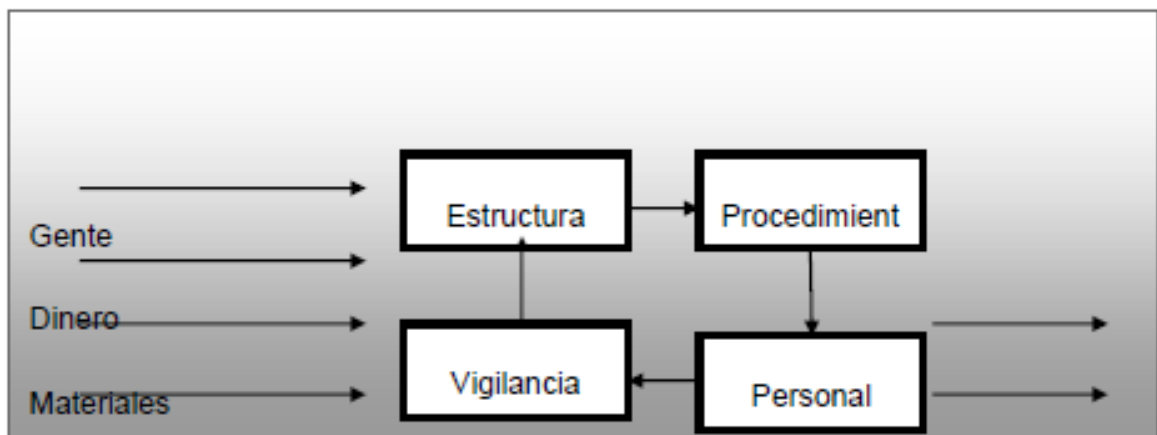 Estructura
Procedimient
Gente
Dinero
Vigilancia
Personal
Materiales